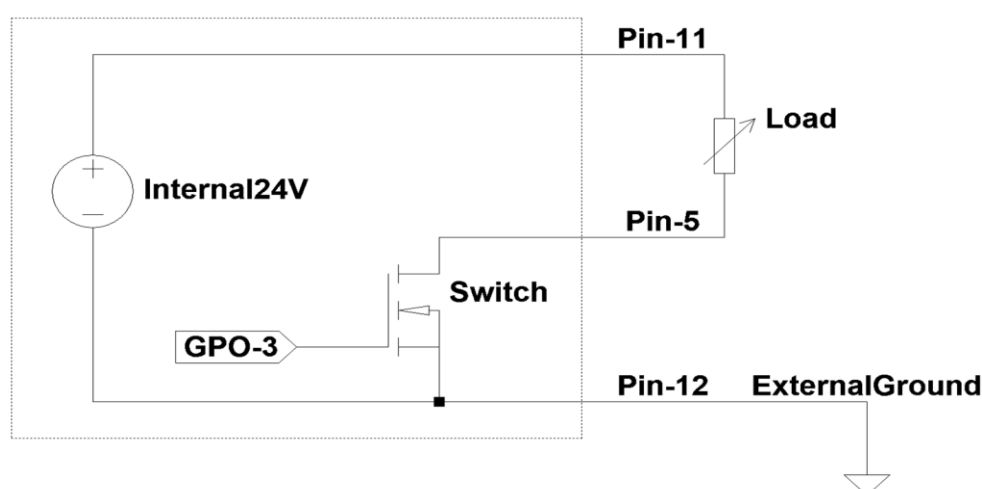 Pin-11
Load
Internal24V
Pin-5
Switch
GPO-3
Pin-12
ExternalGround